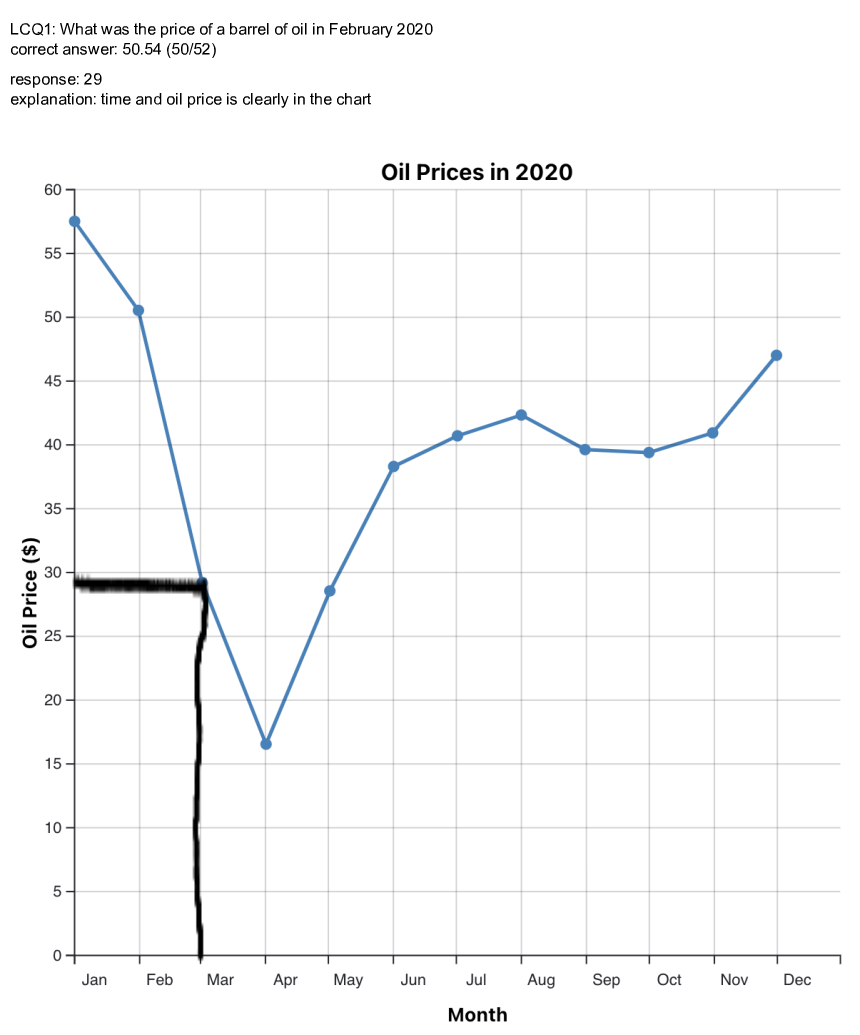 LCQ1: What was the price of a barrel of oil in February 2020
correct answer: 50.54 (50/52)
response: 29
explanation: time and oil price is clearly in the chart
Oil Prices in 2020
60
55
50
45
40
35
30
25
20
15
10
5
0
Oil Price ($)
Jan Feb Mar Apr May Jun Jul Aug Sep Oct Nov Dec
Month